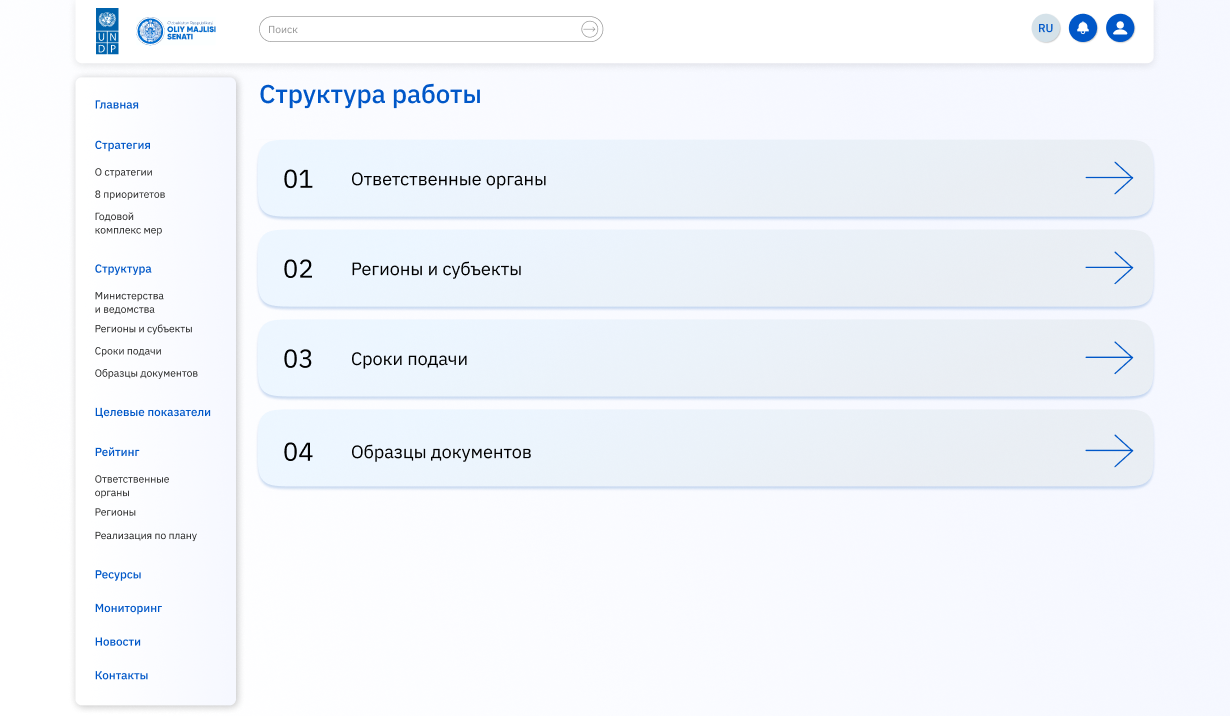 UN
DP
OLIY MAJLISI
SENATI
Поиск
RU
Главная
Стратегия
О стратегии
8 приоритетов
Годовой
комплекс мер
Структура
Министерства
и ведомства
Регионы и субъекты
Сроки подачи
Образцы документов
Целевые показатели
Рейтинг
Ответственные
органы
Регионы
Реализация по плану
Ресурсы
Мониторинг
Новости
Контакты
Структура работы
01 Ответственные органы
02 Регионы и субъекты
03 Сроки подачи
04 Образцы документов